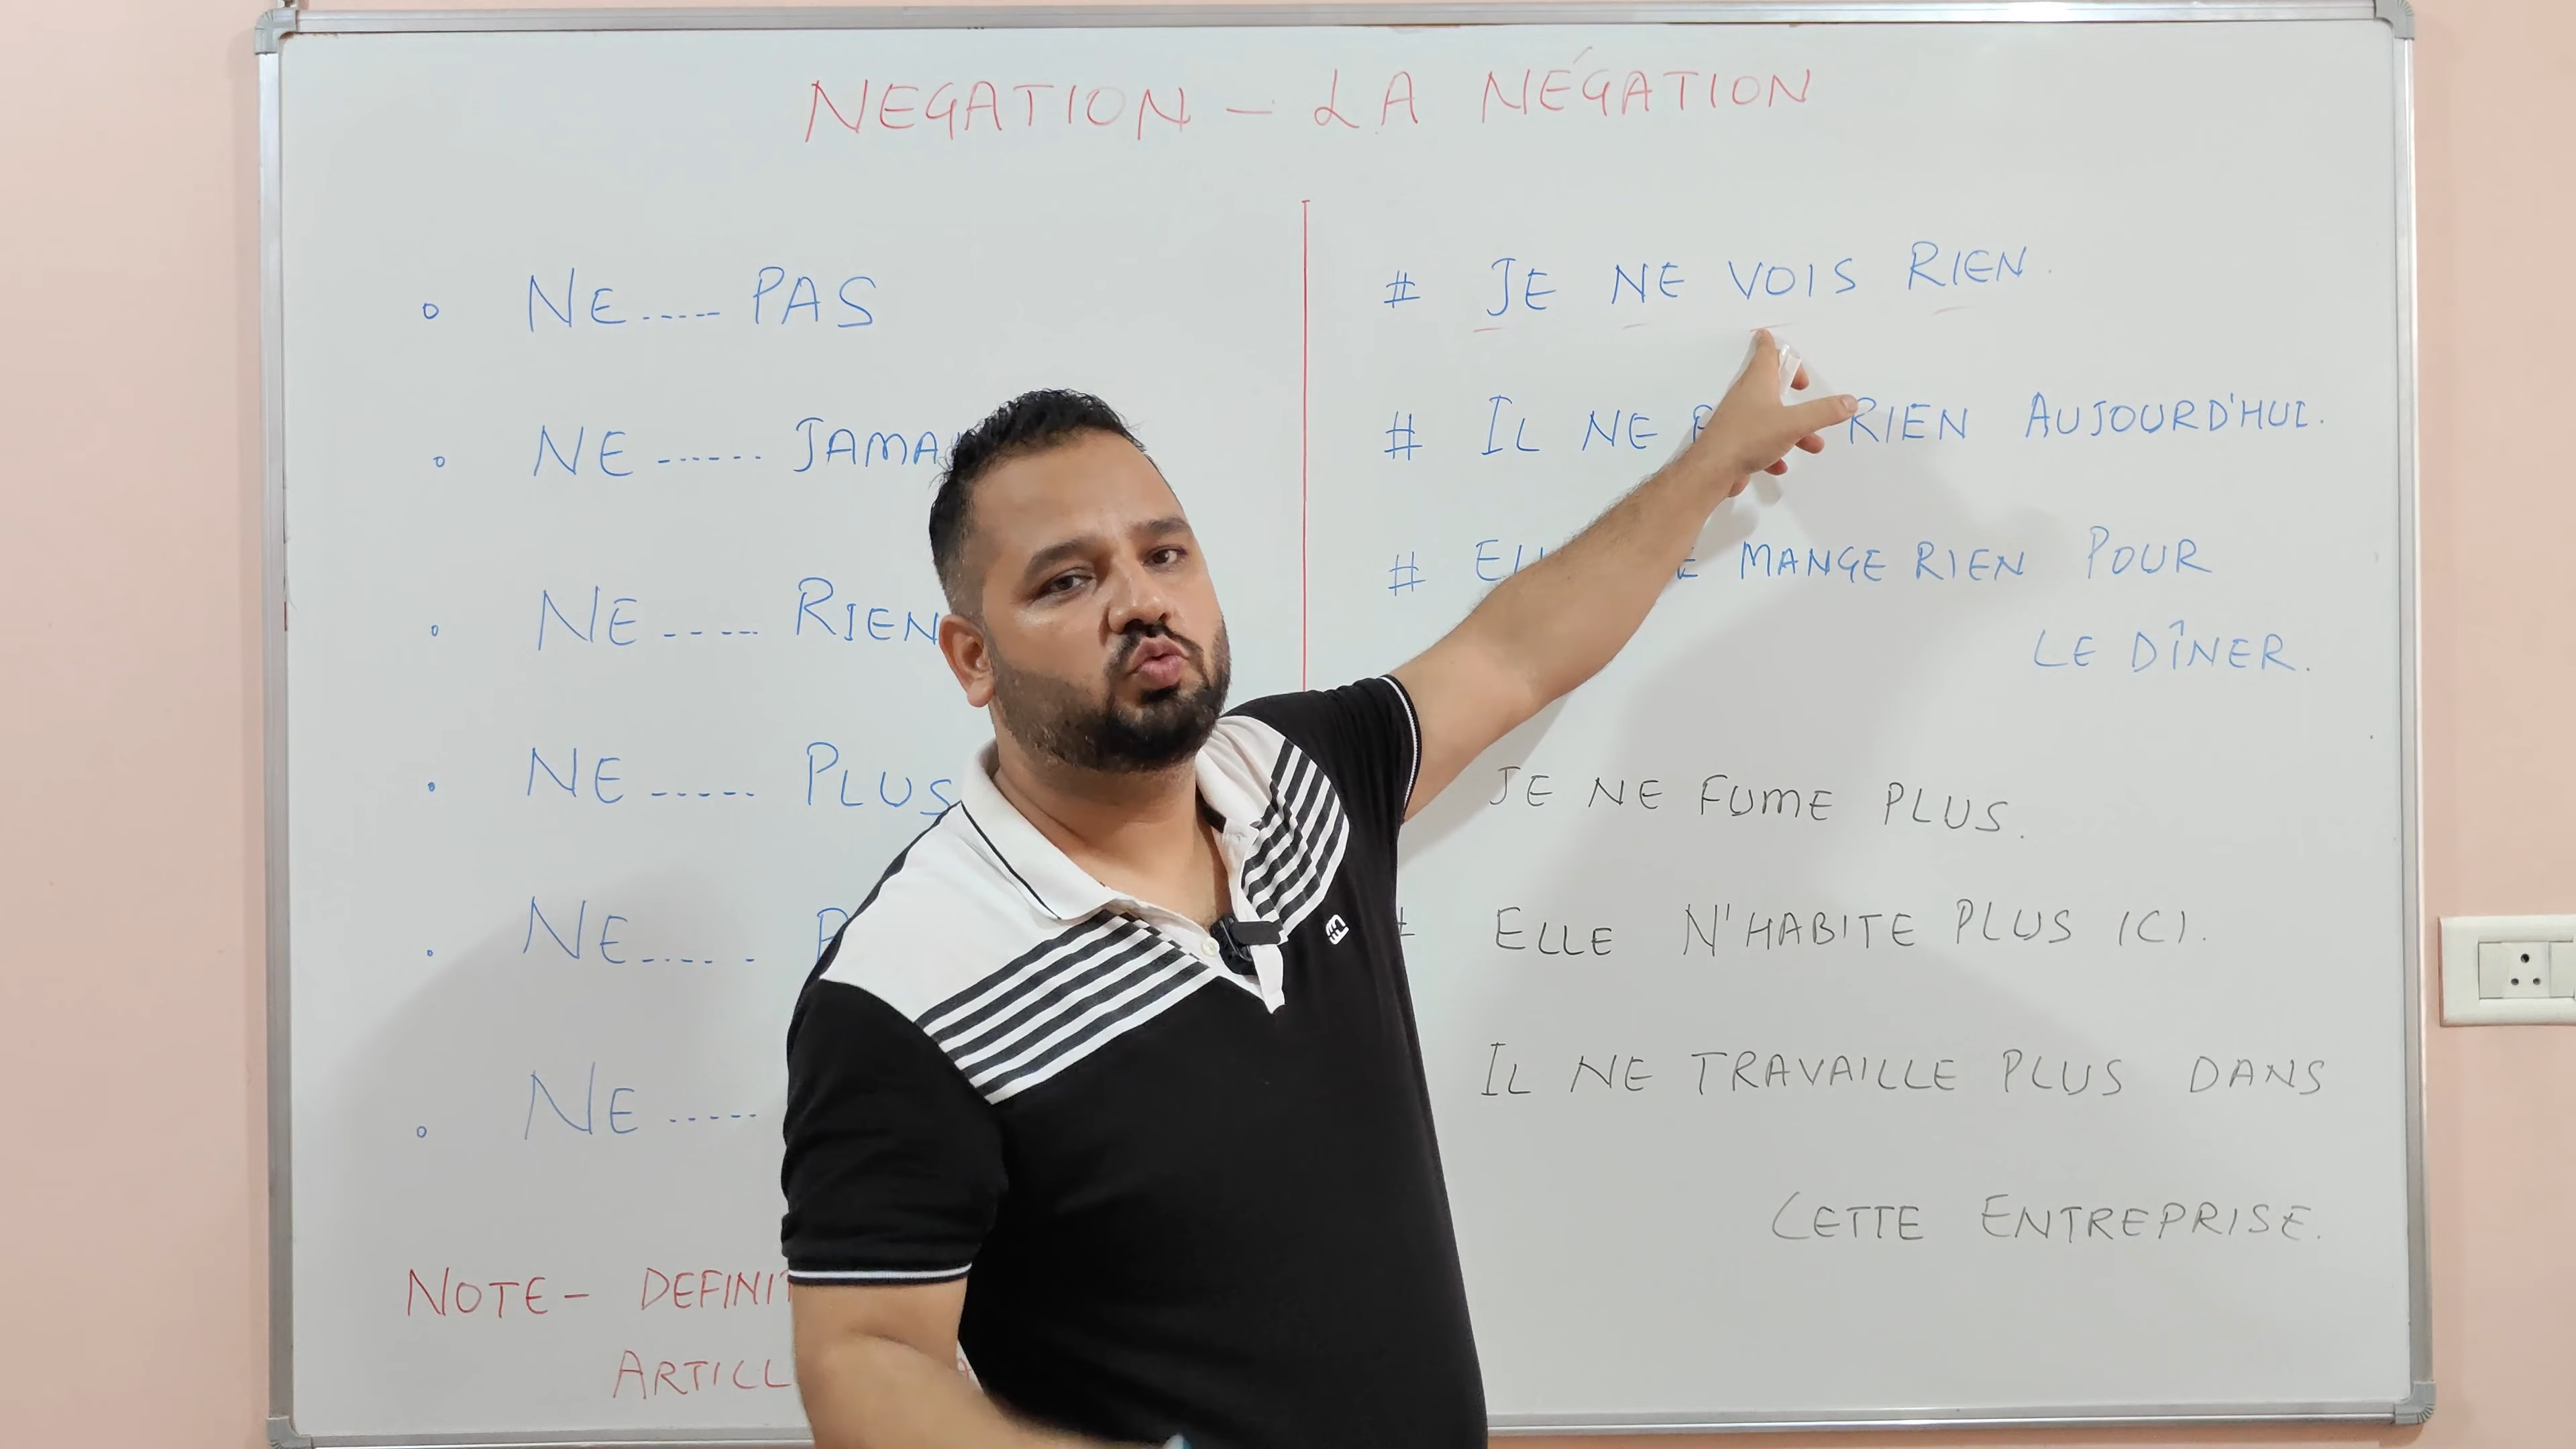 NEGATION - LA NÉGATION
° NE ..... PAS
° NE ...... JAMA
° NE ..... RIEN
. NE ..... PLUS
. NE.....
° NE .....
NOTE - DEFINIT
ARTICL
# JE NE VOIS RIEN.
# IL NE RIEN AUJOURD'HUI.
# MANGE RIEN POUR
LE DÎNER.
JE NE FUME PLUS.
ELLE N'HABITE PLUS ICI.
IL NE TRAVAILLE PLUS DANS
CETTE ENTREPRISE.